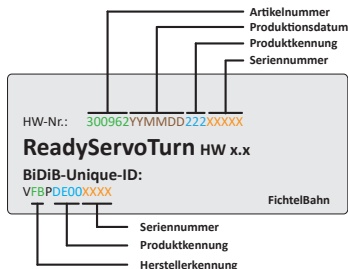 Artikelnummer
Produktionsdatum
Produktkennung
Seriennummer
HW-Nr.: 300962YYMMDD222XXXXX
ReadyServoTurn HW x.x
BiDiB-Unique-ID:
VFBPDE00XXXX
FichtelBahn
Seriennummer
Produktkennung
Herstellerkennung